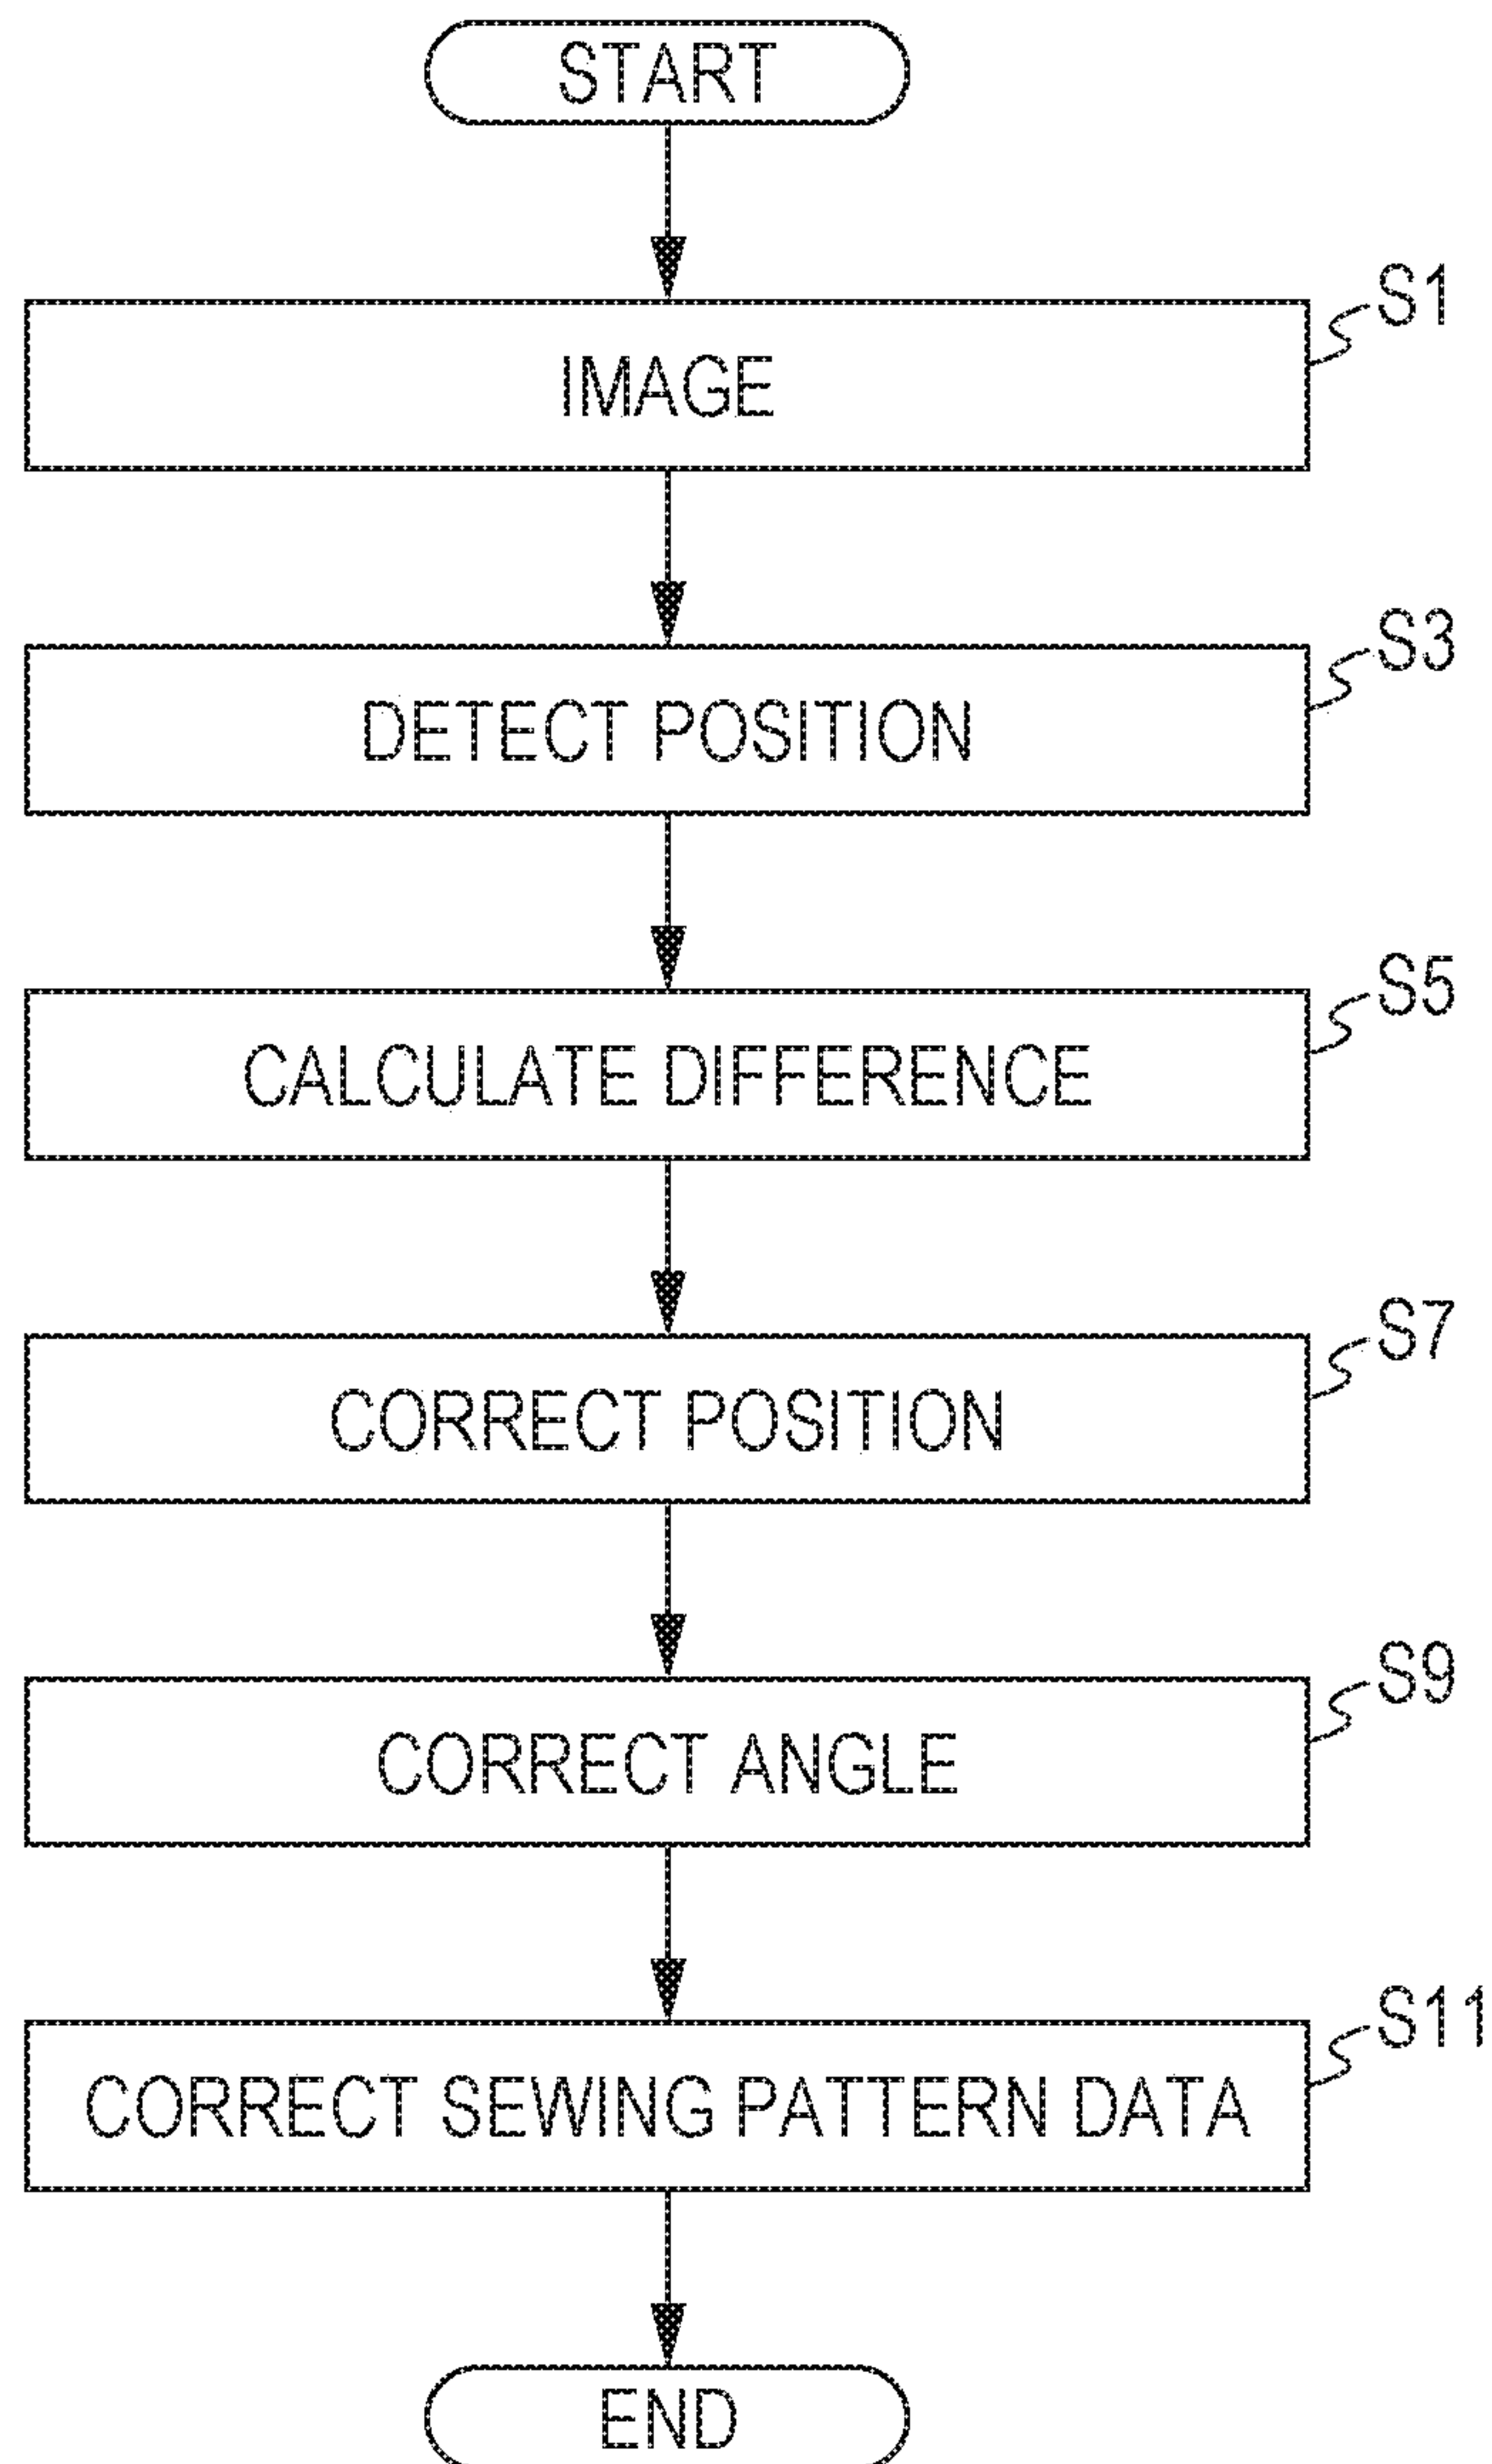 START
S1
IMAGE
S3
DETECT POSITION
S5
CALCULATE DIFFERENCE
S7
CORRECT POSITION
S9
CORRECT ANGLE
S11
CORRECT SEWING PATTERN DATA
END